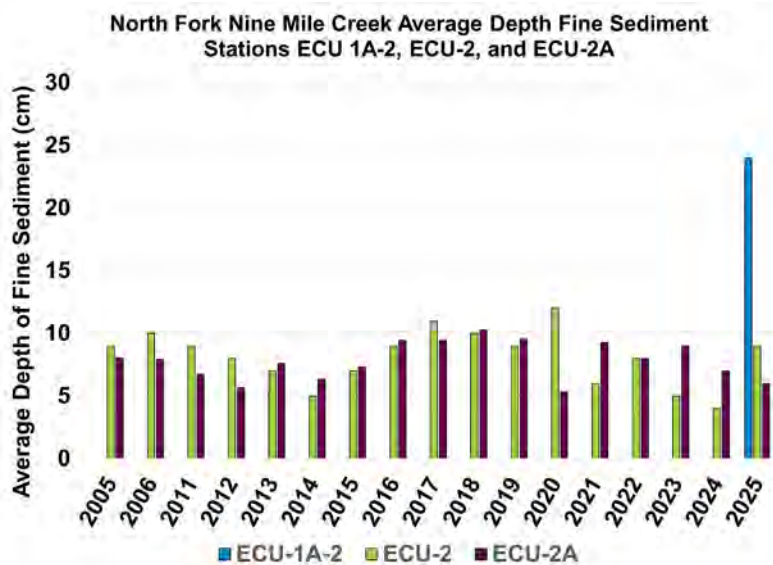 North Fork Nine Mile Creek Average Depth Fine Sediment
Stations ECU 1A-2, ECU-2, and ECU-2A
Average Depth of Fine Sediment (cm)
30
25
20
15
10
5
0
2005 2006 2011 2012 2013 2014 2015 2016 2017 2018 2019 2020 2021 2022 2023 2024 2025
ECU-1A-2 ECU-2 ECU-2A